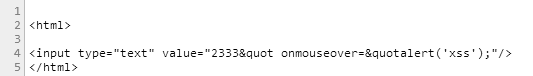 1
2 <html>
3
4 <input type="text" value="2333&quot onmouseover=&quotalert('xss');"/>
5 </html>